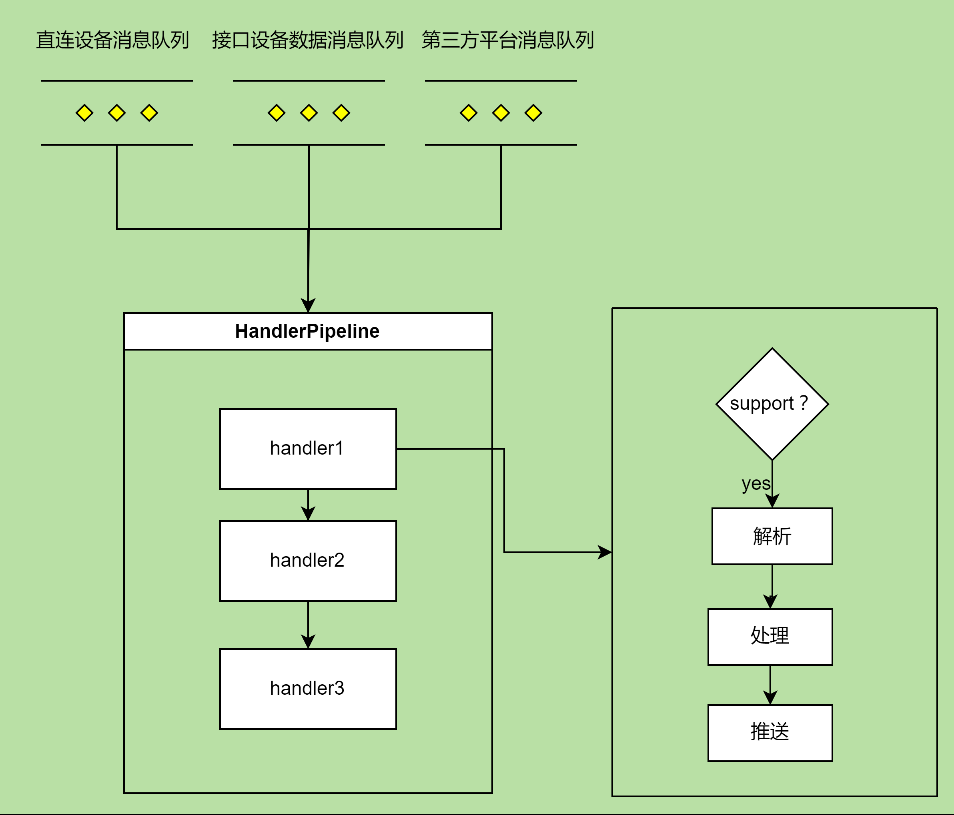 直连设备消息队列
接口设备数据消息队列
第三方平台消息队列
HandlerPipeline
handler1
handler2
handler3
support？
yes
解析
处理
推送